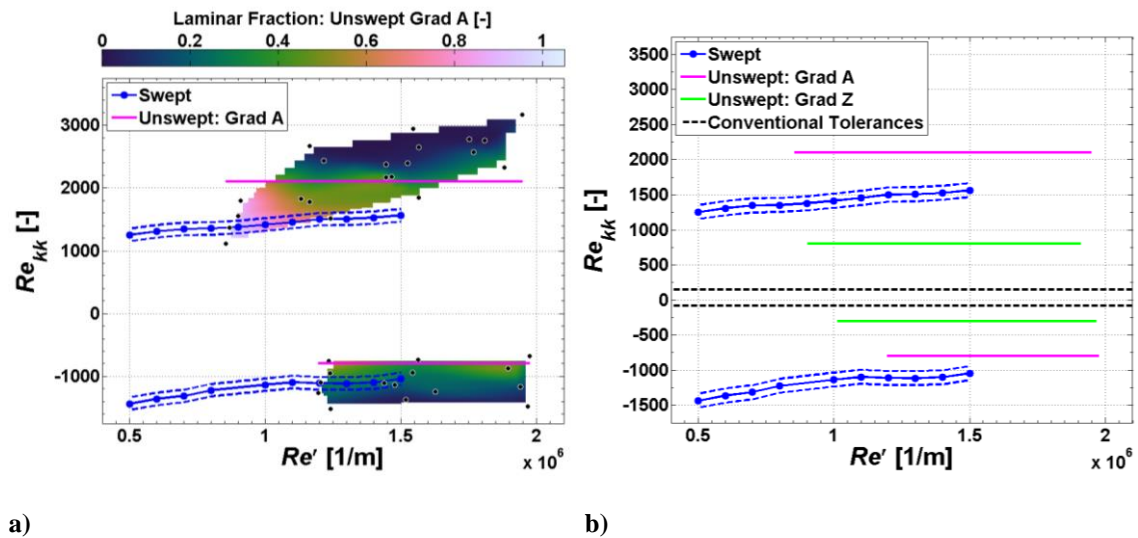 Laminar Fraction: Unswept Grad A [-]
0 0.2 0.4 0.6 0.8 1
Swept
Unswept: Grad A
3000
2000
1000
0
-1000
Re_kk [-]
0.5 1 1.5 2
x 10^6
Re' [1/m]
a)
Swept
Unswept: Grad A
Unswept: Grad Z
Conventional Tolerances
3500
3000
2500
2000
1500
1000
500
0
-500
-1000
-1500
Re_kk [-]
0.5 1 1.5 2
x 10^6
Re' [1/m]
b)